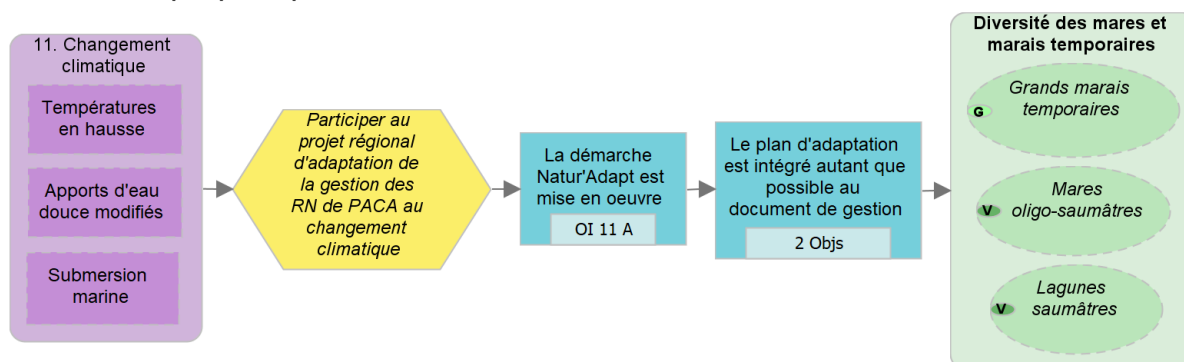 11. Changement
climatique
Températures
en hausse
Apports d'eau
douce modifiés
Submersion
marine
Participer au
projet régional
d'adaptation de
la gestion des
RN de PACA au
changement
climatique
La démarche
Natur'Adapt est
mise en oeuvre
OI 11 A
Le plan d'adaptation
est intégré autant que
possible au
document de gestion
2 Objs
Diversité des mares et
marais temporaires
Grands marais
temporaires
G
Mares
oligo-saumâtres
V
Lagunes
saumâtres
V